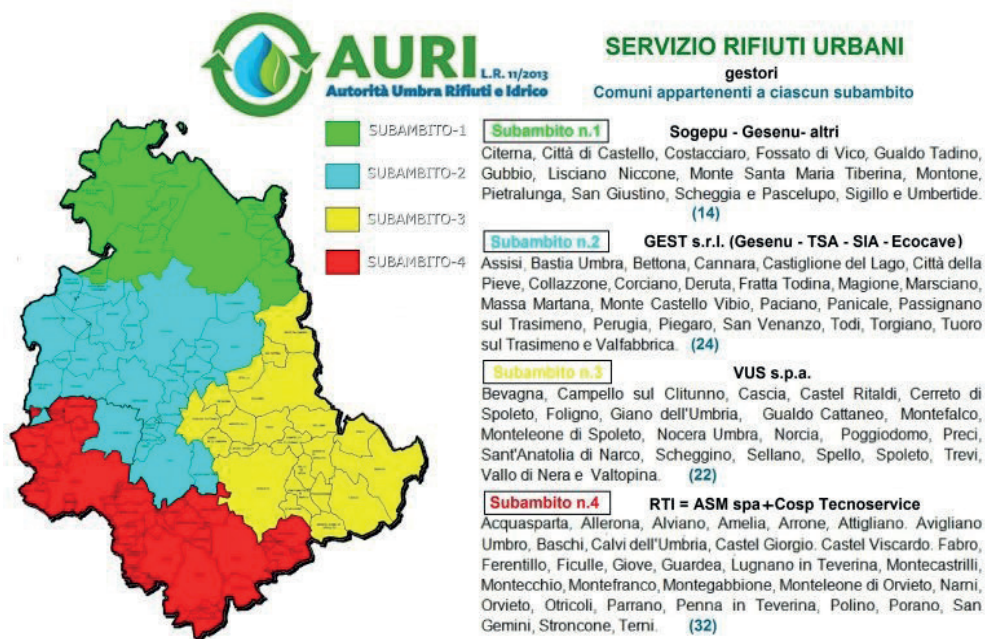 AURI L.R. 11/2013
Autorità Umbra Rifiuti e Idrico
SERVIZIO RIFIUTI URBANI
gestori
Comuni appartenenti a ciascun subambito
SUBAMBITO-1
SUBAMBITO-2
SUBAMBITO-3
SUBAMBITO-4
Subambito n.1 Sogepu - Gesenu- altri
Citerna, Città di Castello, Costacciaro, Fossato di Vico, Gualdo Tadino,
Gubbio, Lisciano Niccone, Monte Santa Maria Tiberina, Montone,
Pietralunga, San Giustino, Scheggia e Pascelupo, Sigillo e Umbertide.
(14)
Subambito n.2 GEST s.r.l. (Gesenu - TSA - SIA - Ecocave)
Assisi, Bastia Umbra, Bettona, Cannara, Castiglione del Lago, Città della
Pieve, Collazzone, Corciano, Deruta, Fratta Todina, Magione, Marsciano,
Massa Martana, Monte Castello Vibio, Paciano, Panicale, Passignano
sul Trasimeno, Perugia, Piegaro, San Venanzo, Todi, Torgiano, Tuoro
sul Trasimeno e Valfabbrica. (24)
Subambito n.3 VUS s.p.a.
Bevagna, Campello sul Clitunno, Cascia, Castel Ritaldi, Cerreto di
Spoleto, Foligno, Giano dell'Umbria, Gualdo Cattaneo, Montefalco,
Monteleone di Spoleto, Nocera Umbra, Norcia, Poggiodomo, Preci,
Sant'Anatolia di Narco, Scheggino, Sellano, Spello, Spoleto, Trevi,
Vallo di Nera e Valtopina. (22)
Subambito n.4 RTI = ASM spa+Cosp Tecnoservice
Acquasparta, Allerona, Alviano, Amelia, Arrone, Attigliano. Avigliano
Umbro, Baschi, Calvi dell'Umbria, Castel Giorgio. Castel Viscardo. Fabro,
Ferentillo, Ficulle, Giove, Guardea, Lugnano in Teverina, Montecastrilli,
Montecchio, Montefranco, Montegabbione, Monteleone di Orvieto, Narni,
Orvieto, Otricoli, Parrano, Penna in Teverina, Polino, Porano, San
Gemini, Stroncone, Terni. (32)